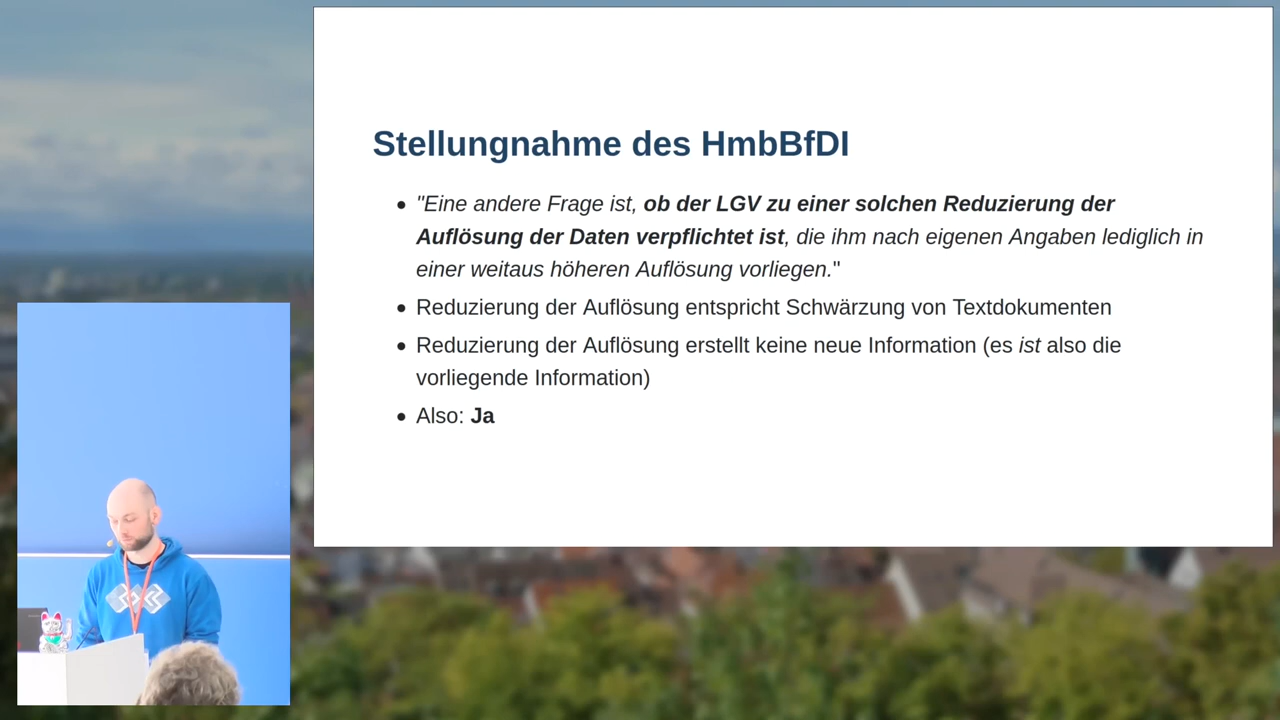 Stellungnahme des HmbBfDI
• "Eine andere Frage ist, ob der LGV zu einer solchen Reduzierung der
Auflösung der Daten verpflichtet ist, die ihm nach eigenen Angaben lediglich in
einer weitaus höheren Auflösung vorliegen."
• Reduzierung der Auflösung entspricht Schwärzung von Textdokumenten
• Reduzierung der Auflösung erstellt keine neue Information (es ist also die
vorliegende Information)
• Also: Ja